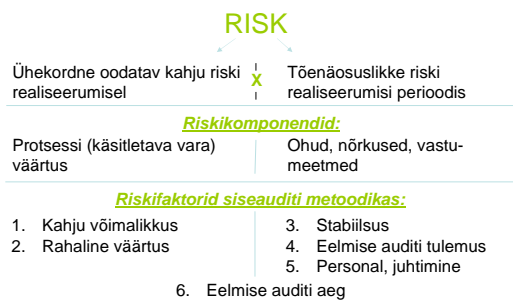 RISK
Ühekordne oodatav kahju riski
realiseerumisel
X
Tõenäosuslikke riski
realiseerumisi perioodis
Riskikomponendid:
Protsessi (käsitletava vara)
väärtus
Ohud, nõrkused, vastu-
meetmed
Riskifaktorid siseauditi metoodikas:
1. Kahju võimalikkus
2. Rahaline väärtus
3. Stabiilsus
4. Eelmise auditi tulemus
5. Personal, juhtimine
6. Eelmise auditi aeg